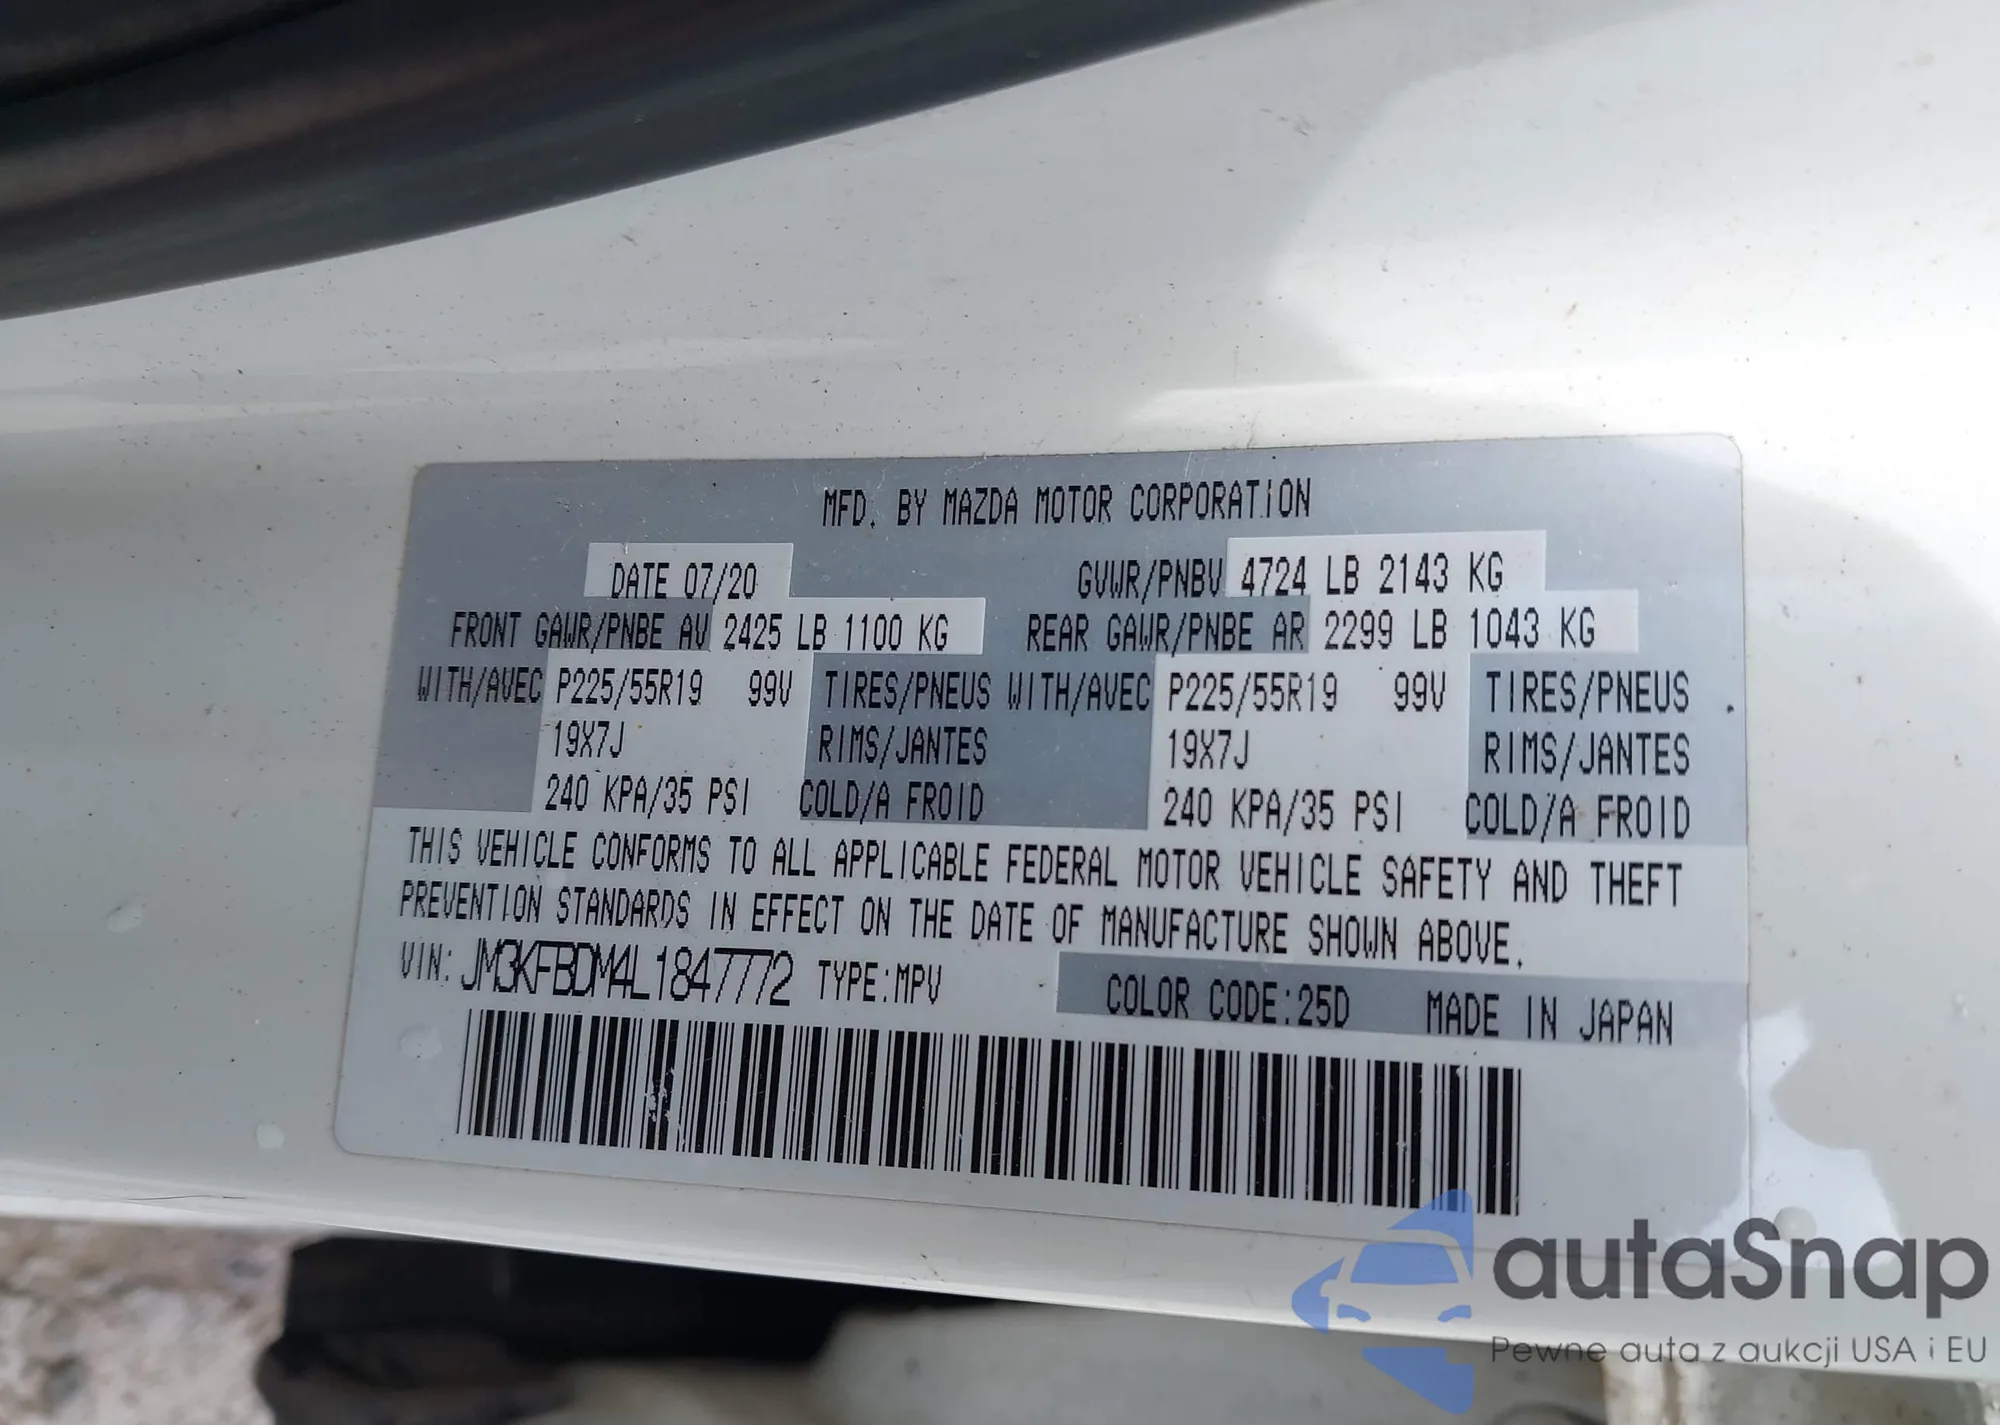 MFD. BY MAZDA MOTOR CORPORATION
DATE 07/20 GVWR/PNBV 4724 LB 2143 KG
FRONT GAWR/PNBE AV 2425 LB 1100 KG REAR GAWR/PNBE AR 2299 LB 1043 KG
WITH/AVEC P225/55R19 99V TIRES/PNEUS WITH/AVEC P225/55R19 99V TIRES/PNEUS
19X7J RIMS/JANTES 19X7J RIMS/JANTES
240 KPA/35 PSI COLD/A FROID 240 KPA/35 PSI COLD/A FROID
THIS VEHICLE CONFORMS TO ALL APPLICABLE FEDERAL MOTOR VEHICLE SAFETY AND THEFT
PREVENTION STANDARDS IN EFFECT ON THE DATE OF MANUFACTURE SHOWN ABOVE.
VIN: JM3KFBDM4L1847772 TYPE:MPV COLOR CODE:25D MADE IN JAPAN
autaSnap
Pewne auta z aukcji USA i EU